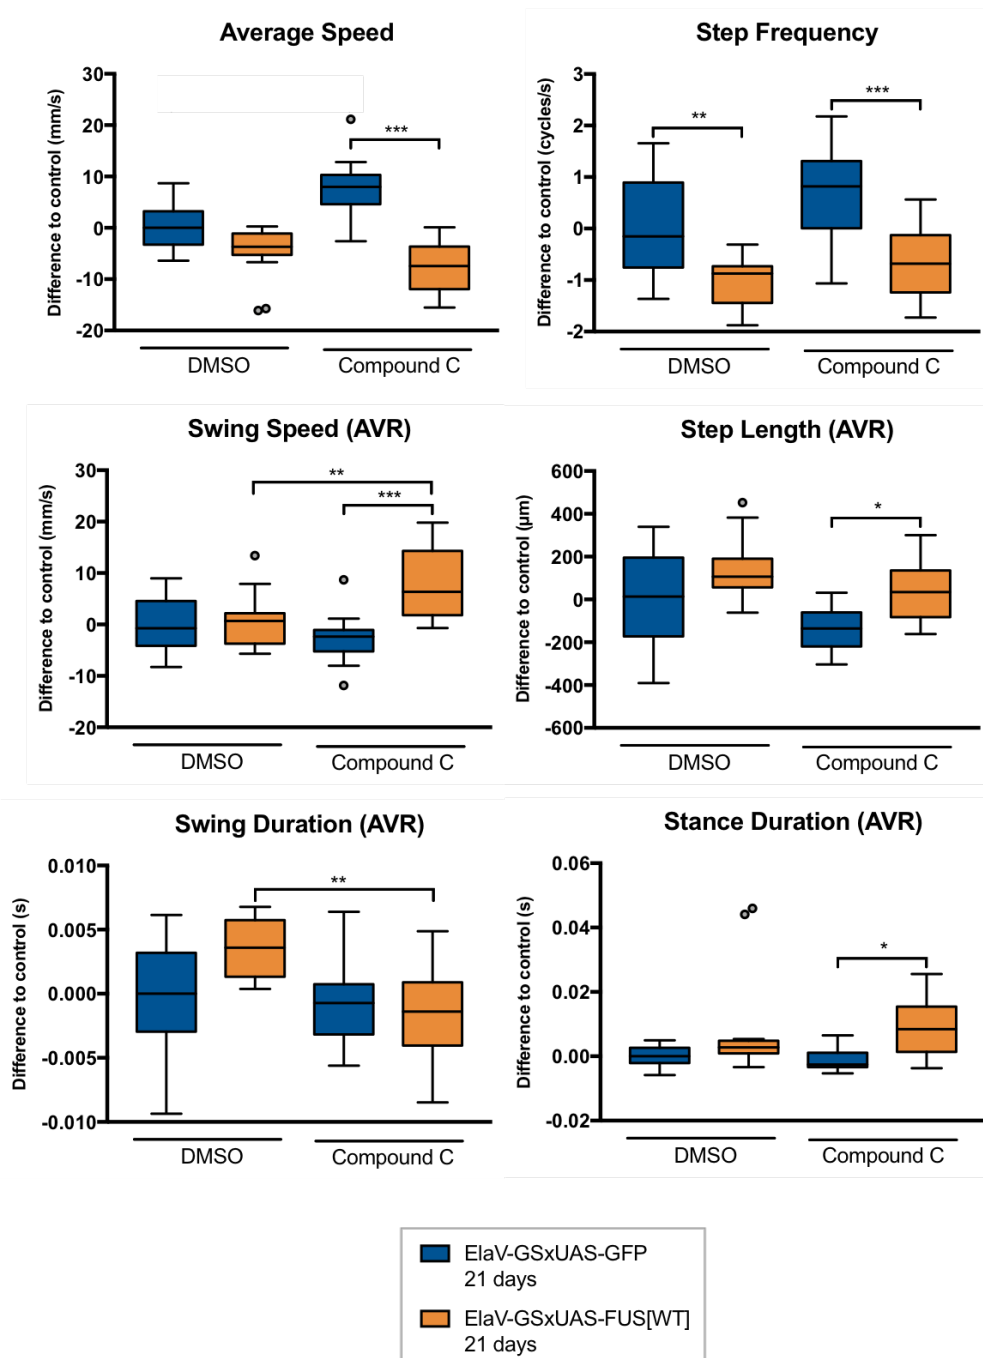 Average Speed
Difference to control (mm/s)
30
20
10
0
-10
-20
***
DMSO
Compound C
Step Frequency
Difference to control (cycles/s)
3
2
1
0
-1
-2
**
***
DMSO
Compound C
Swing Speed (AVR)
Difference to control (mm/s)
30
20
10
0
-10
-20
**
***
DMSO
Compound C
Step Length (AVR)
Difference to control (µm)
600
400
200
0
-200
-400
-600
*
DMSO
Compound C
Swing Duration (AVR)
Difference to control (s)
0.010
0.005
0.000
-0.005
-0.010
**
DMSO
Compound C
Stance Duration (AVR)
Difference to control (s)
0.06
0.04
0.02
0.00
-0.02
*
DMSO
Compound C
ElaV-GSxUAS-GFP
21 days
ElaV-GSxUAS-FUS[WT]
21 days